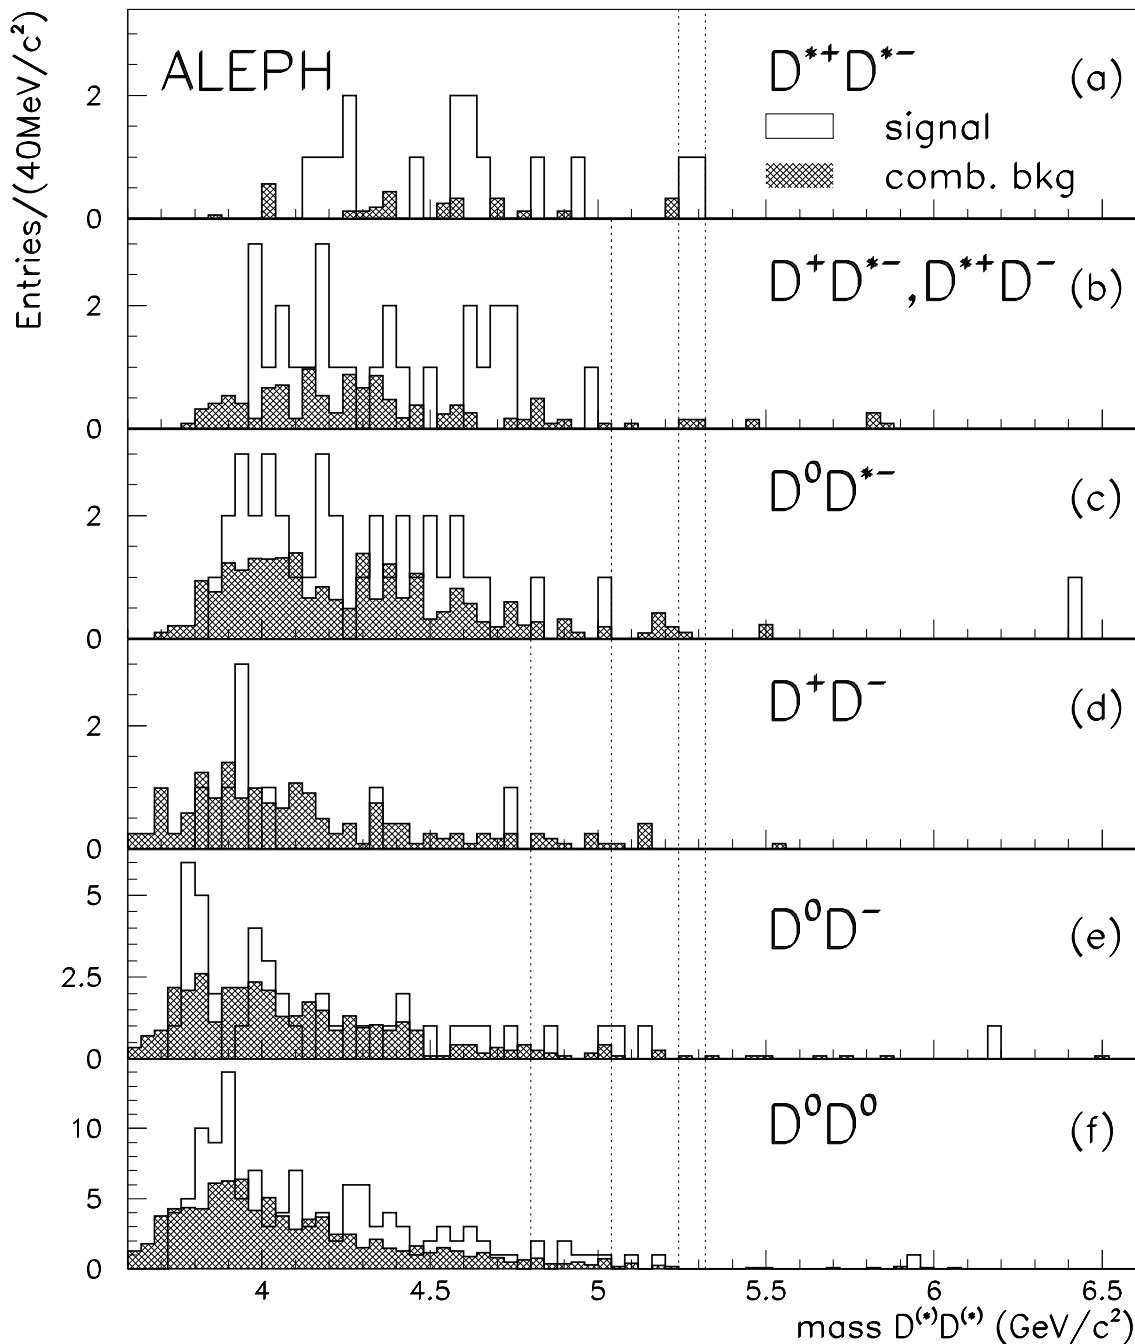 Entries/(40MeV/c²)
ALEPH
D*⁺D*⁻
(a)
signal
comb. bkg
2
0
D⁺D*⁻,D*⁺D⁻
(b)
2
0
D⁰D*⁻
(c)
2
0
D⁺D⁻
(d)
2
0
D⁰D⁻
(e)
5
2.5
0
D⁰D⁰
(f)
10
5
0
4 4.5 5 5.5 6 6.5
mass D⁽*⁾D⁽*⁾ (GeV/c²)